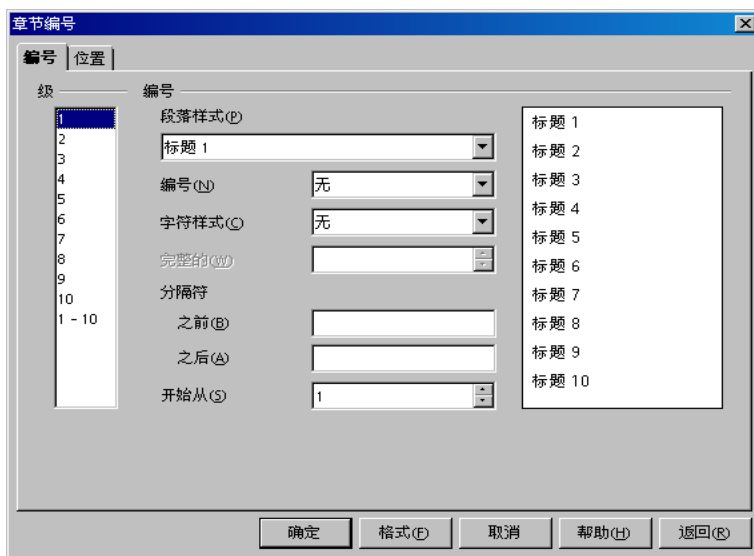 章节编号
编号 位置
级 编号
1
2
3
4
5
6
7
8
9
10
1 - 10
段落样式(P)
标题 1
编号(N) 无
字符样式(C) 无
完整的(W)
分隔符
之前(B)
之后(A)
开始从(S) 1
标题 1
标题 2
标题 3
标题 4
标题 5
标题 6
标题 7
标题 8
标题 9
标题 10
确定 格式(F) 取消 帮助(H) 返回(R)